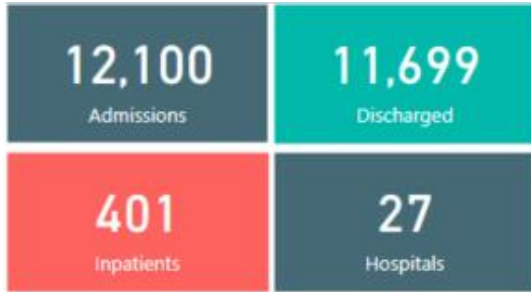 12,100
Admissions
11,699
Discharged
401
Inpatients
27
Hospitals